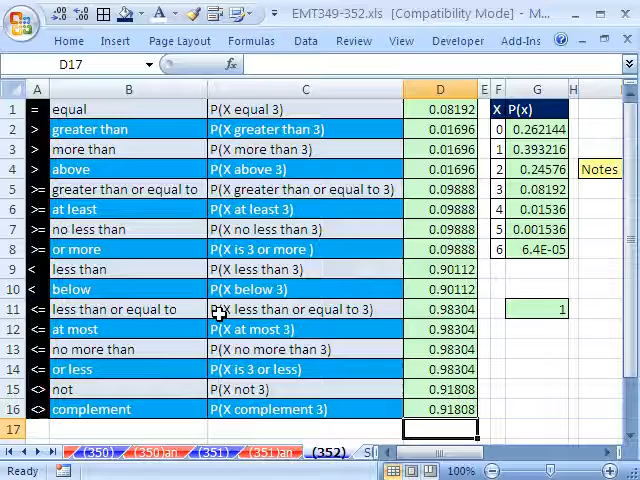 EMT349-352.xls [Compatibility Mode] - M...
Home Insert Page Layout Formulas Data Review View Developer Add-Ins
D17 fx
A B C D E F G H
1 = equal P(X equal 3) 0.08192 X P(x)
2 > greater than P(X greater than 3) 0.01696 0 0.262144
3 > more than P(X more than 3) 0.01696 1 0.393216
4 > above P(X above 3) 0.01696 2 0.24576 Notes
5 >= greater than or equal to P(X greater than or equal to 3) 0.09888 3 0.08192
6 >= at least P(X at least 3) 0.09888 4 0.01536
7 >= no less than P(X no less than 3) 0.09888 5 0.001536
8 >= or more P(X is 3 or more ) 0.09888 6 6.4E-05
9 < less than P(X less than 3) 0.90112
10 < below P(X below 3) 0.90112
11 <= less than or equal to P(X less than or equal to 3) 0.98304 1
12 <= at most P(X at most 3) 0.98304
13 <= no more than P(X no more than 3) 0.98304
14 <= or less P(X is 3 or less) 0.98304
15 <> not P(X not 3) 0.91808
16 <> complement P(X complement 3) 0.91808
17
(350) (350)an (351) (351)an (352) S
Ready 100%